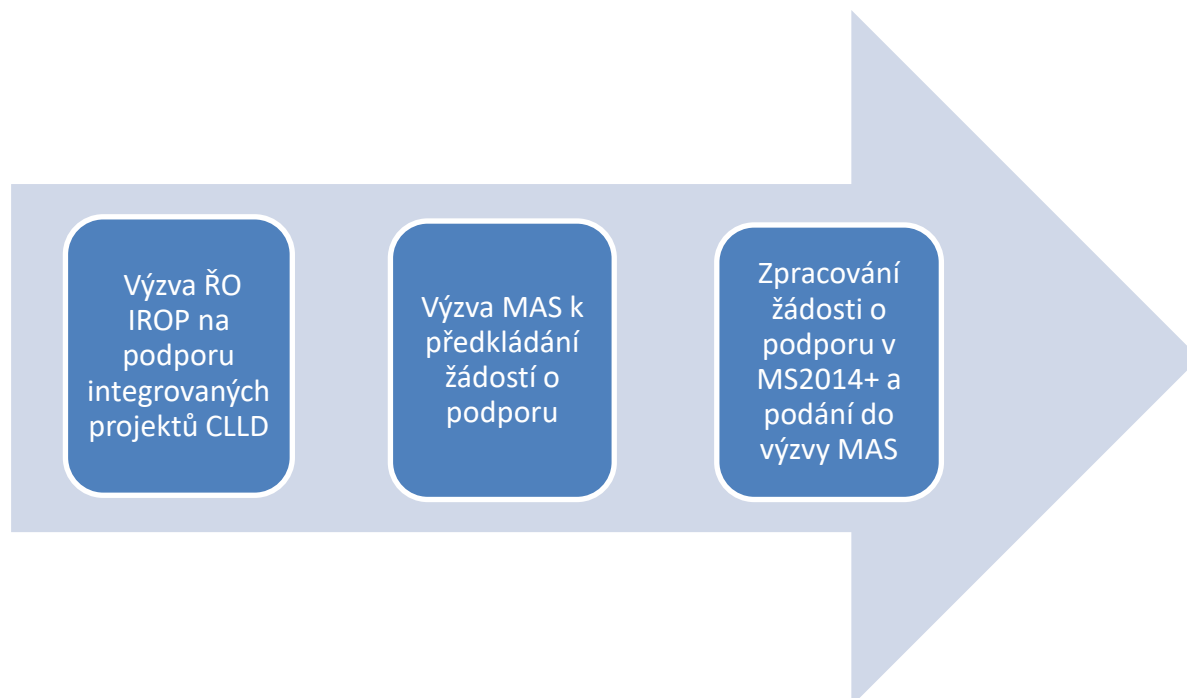 Výzva ŘO
IROP na
podporu
integrovaných
projektů CLLD
Výzva MAS k
předkládání
žádostí o
podporu
Zpracování
žádosti o
podporu v
MS2014+ a
podání do
výzvy MAS